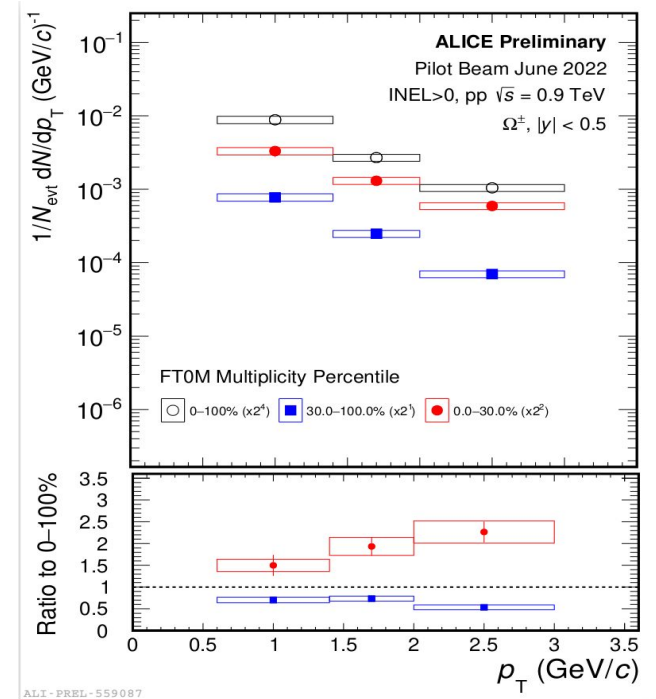 1/N_evt dN/dp_T (GeV/c)⁻¹
10⁻¹
10⁻²
10⁻³
10⁻⁴
10⁻⁵
10⁻⁶
ALICE Preliminary
Pilot Beam June 2022
INEL>0, pp √s = 0.9 TeV
Ω±, |y| < 0.5
FT0M Multiplicity Percentile
0–100% (x2⁴) 30.0–100.0% (x2¹) 0.0–30.0% (x2²)
Ratio to 0–100%
3.5
3
2.5
2
1.5
1
0.5
0
0 0.5 1 1.5 2 2.5 3 3.5
p_T (GeV/c)
ALI-PREL-559087